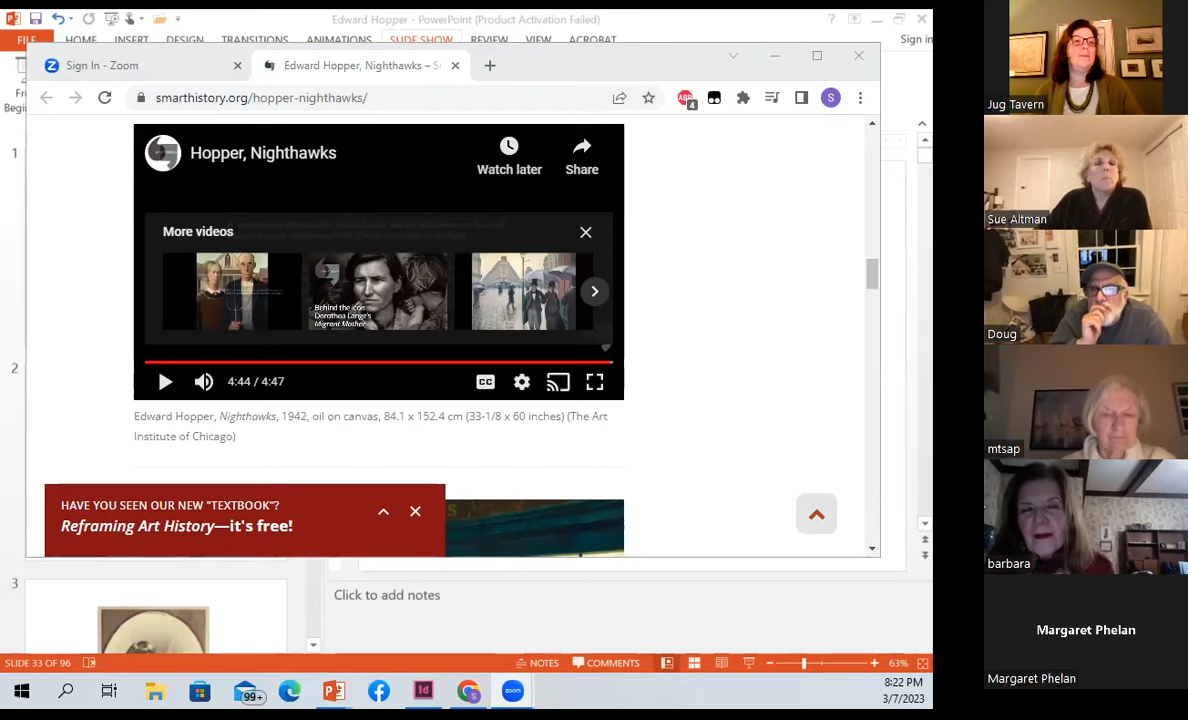 Edward Hopper - PowerPoint (Product Activation Failed)
FILE HOME INSERT DESIGN TRANSITIONS ANIMATIONS SLIDE SHOW REVIEW VIEW ACROBAT Sign in
Sign In - Zoom
Edward Hopper, Nighthawks – S
smarthistory.org/hopper-nighthawks/
ABP
4
S
Hopper, Nighthawks
Watch later
Share
More videos
Behind the icon
Dorothea Lange's
Migrant Mother
4:44 / 4:47
CC
Edward Hopper, Nighthawks, 1942, oil on canvas, 84.1 x 152.4 cm (33-1/8 x 60 inches) (The Art
Institute of Chicago)
HAVE YOU SEEN OUR NEW "TEXTBOOK"?
Reframing Art History—it's free!
1
2
3
Click to add notes
SLIDE 33 OF 96
NOTES
COMMENTS
63%
99+
Id
zoom
8:22 PM
3/7/2023
Jug Tavern
Sue Altman
Doug
mtsap
barbara
Margaret Phelan
Margaret Phelan